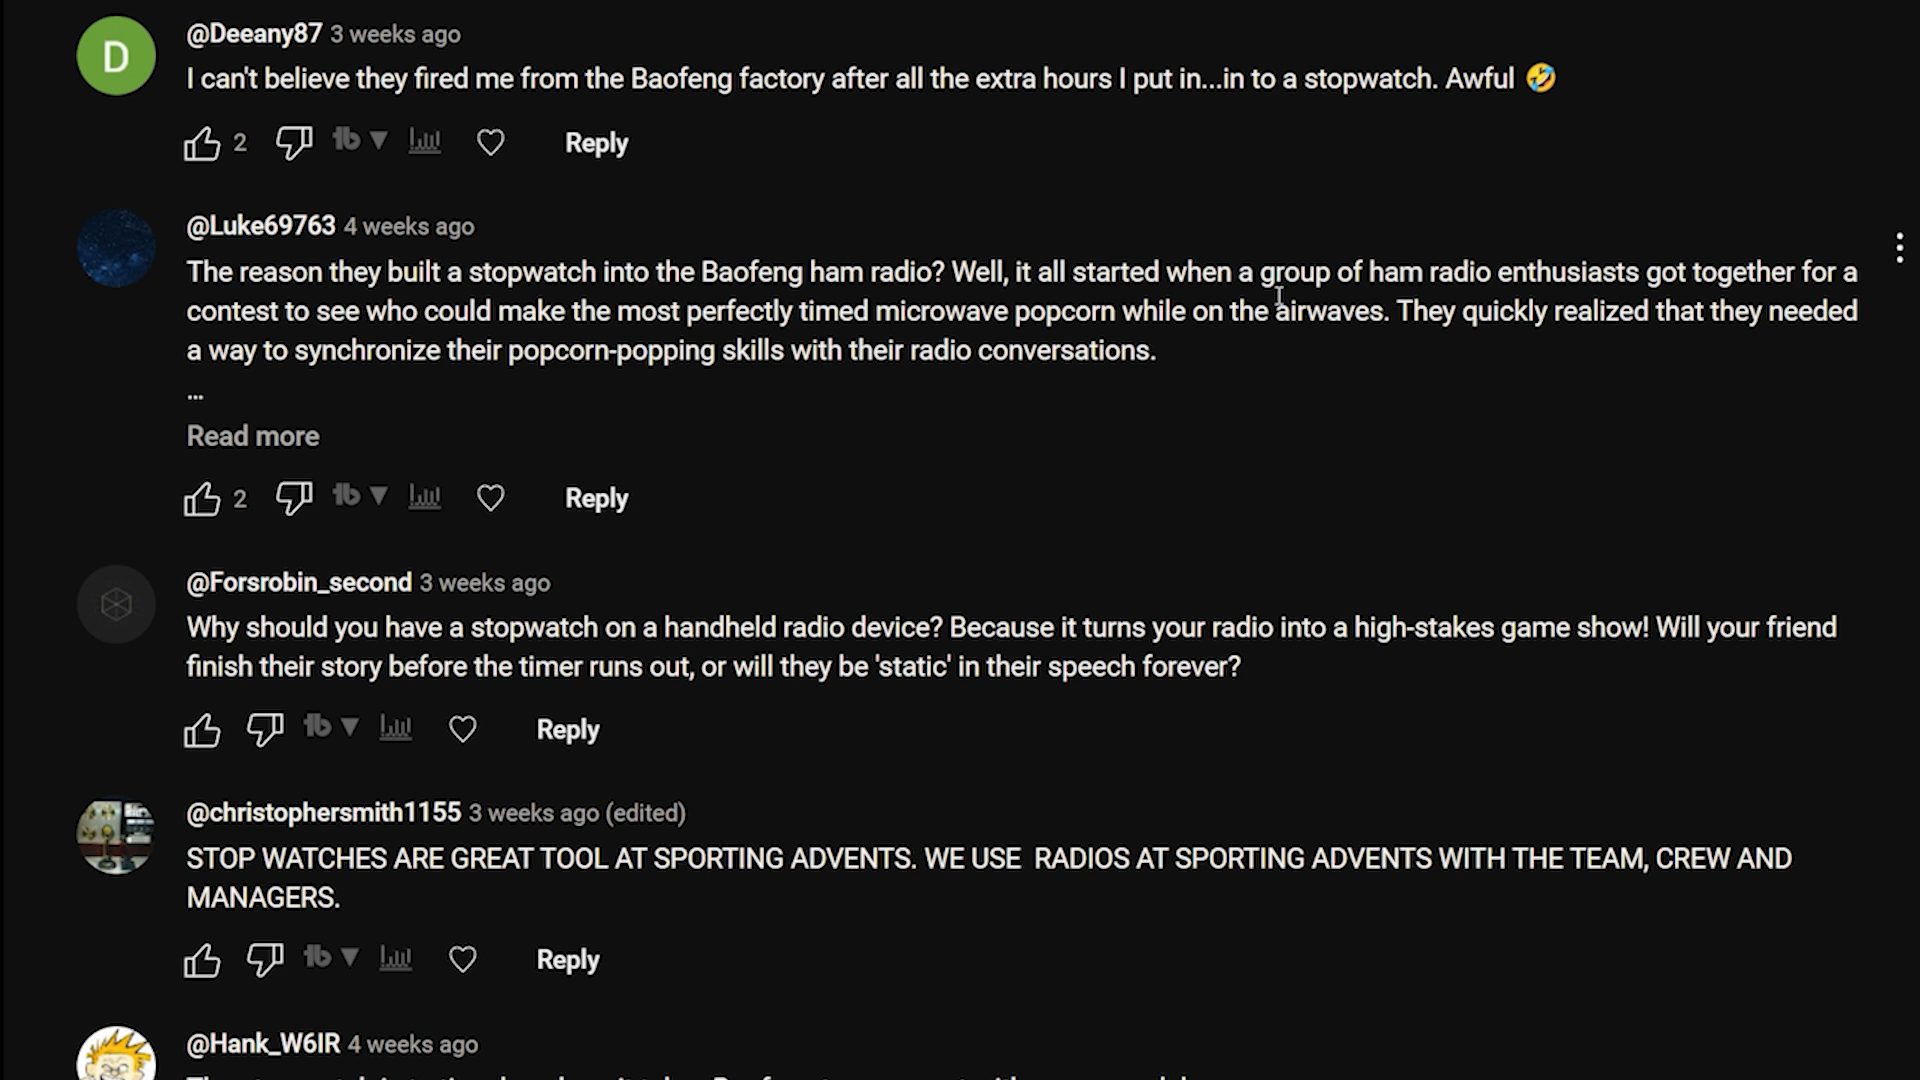 D
@Deeany87 3 weeks ago
I can't believe they fired me from the Baofeng factory after all the extra hours I put in...in to a stopwatch. Awful 🤣
2
Reply
@Luke69763 4 weeks ago
The reason they built a stopwatch into the Baofeng ham radio? Well, it all started when a group of ham radio enthusiasts got together for a
contest to see who could make the most perfectly timed microwave popcorn while on the airwaves. They quickly realized that they needed
a way to synchronize their popcorn-popping skills with their radio conversations.
...
Read more
2
Reply
@Forsrobin_second 3 weeks ago
Why should you have a stopwatch on a handheld radio device? Because it turns your radio into a high-stakes game show! Will your friend
finish their story before the timer runs out, or will they be 'static' in their speech forever?
Reply
@christophersmith1155 3 weeks ago (edited)
STOP WATCHES ARE GREAT TOOL AT SPORTING ADVENTS. WE USE  RADIOS AT SPORTING ADVENTS WITH THE TEAM, CREW AND
MANAGERS.
Reply
@Hank_W6IR 4 weeks ago